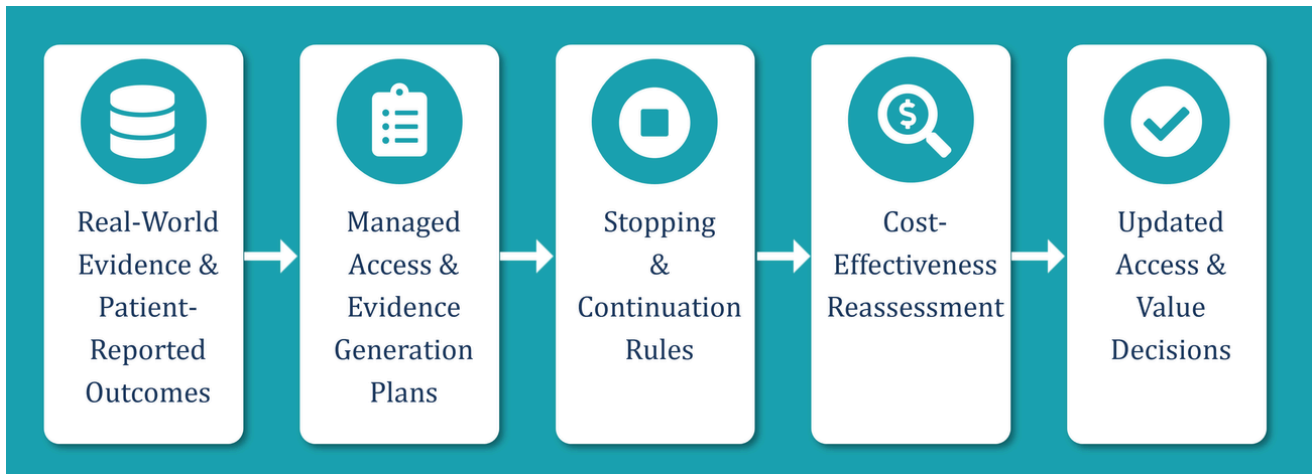 Real-World
Evidence &
Patient-
Reported
Outcomes
Managed
Access &
Evidence
Generation
Plans
Stopping
&
Continuation
Rules
$
Cost-
Effectiveness
Reassessment
Updated
Access &
Value
Decisions